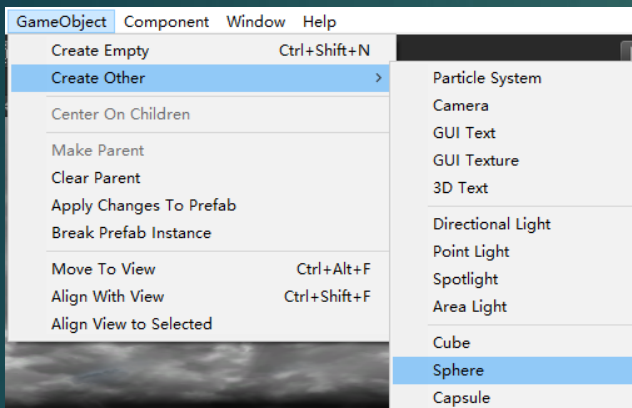 GameObject Component Window Help
Create Empty Ctrl+Shift+N
Create Other
Center On Children
Make Parent
Clear Parent
Apply Changes To Prefab
Break Prefab Instance
Move To View Ctrl+Alt+F
Align With View Ctrl+Shift+F
Align View to Selected
Particle System
Camera
GUI Text
GUI Texture
3D Text
Directional Light
Point Light
Spotlight
Area Light
Cube
Sphere
Capsule